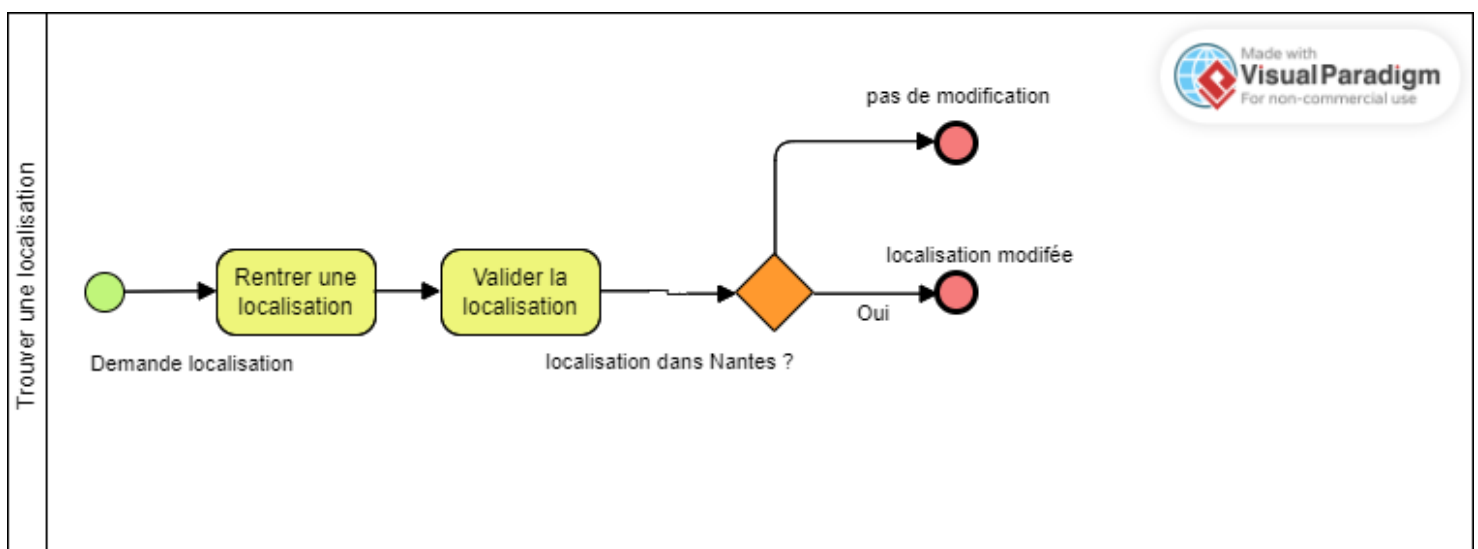 Made with
Visual Paradigm
For non-commercial use
pas de modification
Trouver une localisation
localisation modifée
Rentrer une
localisation
Valider la
localisation
Oui
Demande localisation
localisation dans Nantes ?